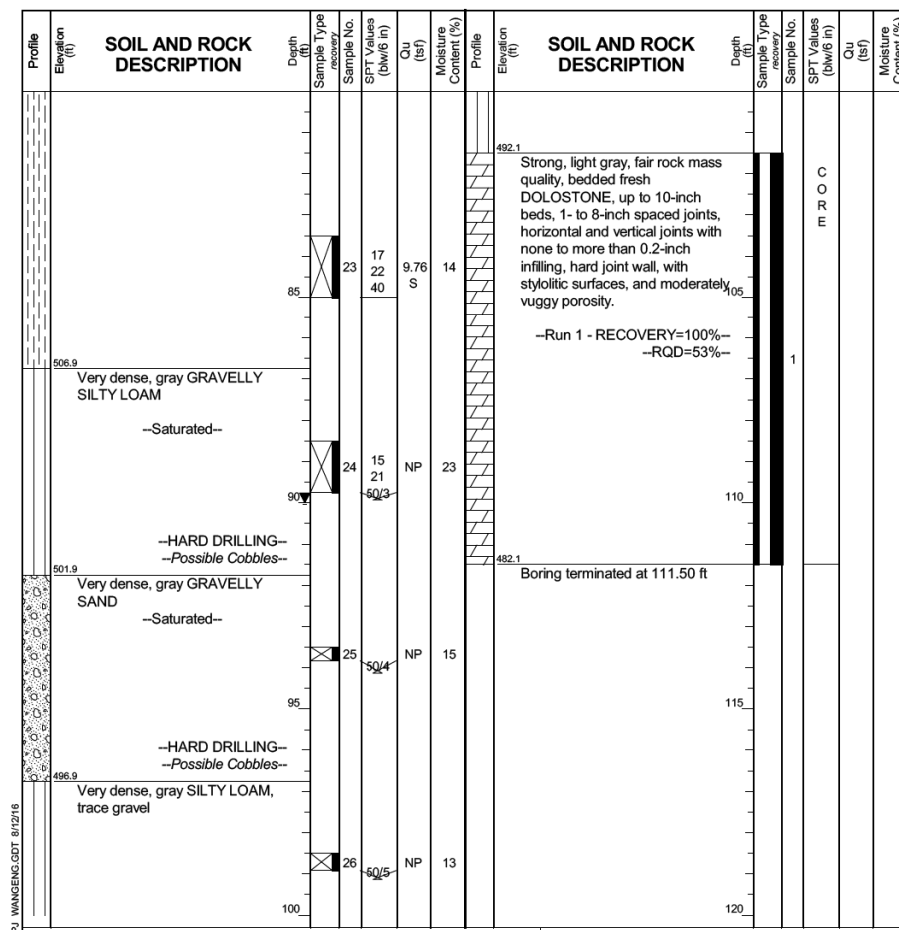 Profile
Elevation
(ft)
SOIL AND ROCK
DESCRIPTION
Depth
(ft)
Sample Type
recovery
Sample No.
SPT Values
(blw/6 in)
Qu
(tsf)
Moisture
Content (%)
Profile
Elevation
(ft)
SOIL AND ROCK
DESCRIPTION
Depth
(ft)
Sample Type
recovery
Sample No.
SPT Values
(blw/6 in)
Qu
(tsf)
Moisture
Content (%)
23
17
22
40
9.76
S
14
85
506.9
Very dense, gray GRAVELLY
SILTY LOAM
--Saturated--
24
15
21
50/3
NP
23
90
--HARD DRILLING--
--Possible Cobbles--
501.9
Very dense, gray GRAVELLY
SAND
--Saturated--
25
50/4
NP
15
95
--HARD DRILLING--
--Possible Cobbles--
496.9
Very dense, gray SILTY LOAM,
trace gravel
26
50/5
NP
13
100
492.1
Strong, light gray, fair rock mass
quality, bedded fresh
DOLOSTONE, up to 10-inch
beds, 1- to 8-inch spaced joints,
horizontal and vertical joints with
none to more than 0.2-inch
infilling, hard joint wall, with
stylolitic surfaces, and moderately
vuggy porosity.
105
--Run 1 - RECOVERY=100%--
--RQD=53%--
1
C
O
R
E
110
482.1
Boring terminated at 111.50 ft
115
120
PJ WANGENG.GDT 8/12/16